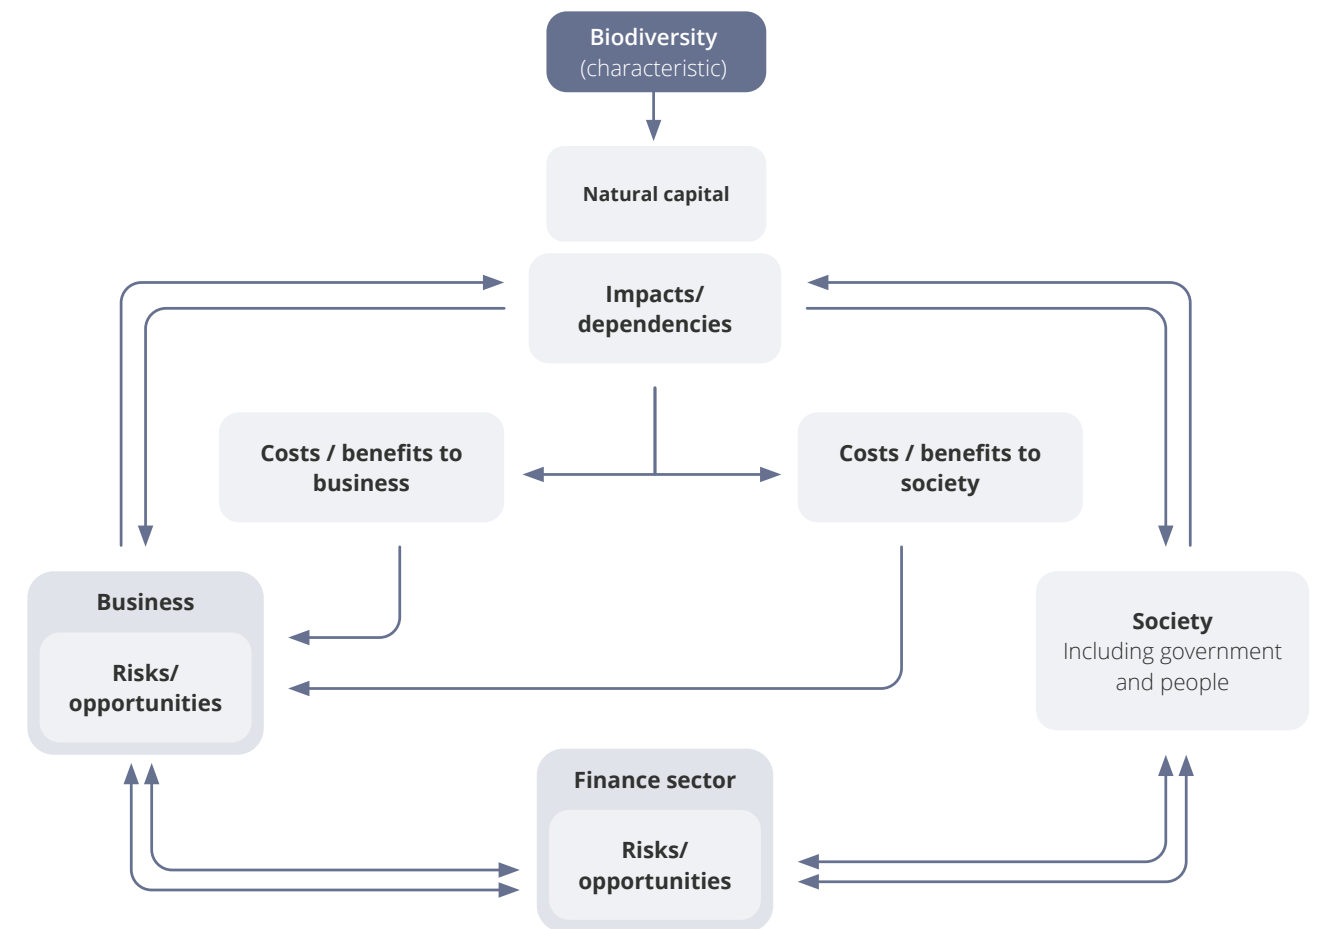 Biodiversity
(characteristic)
Natural capital
Impacts/
dependencies
Costs / benefits to
business
Costs / benefits to
society
Business
Risks/
opportunities
Society
Including government
and people
Finance sector
Risks/
opportunities